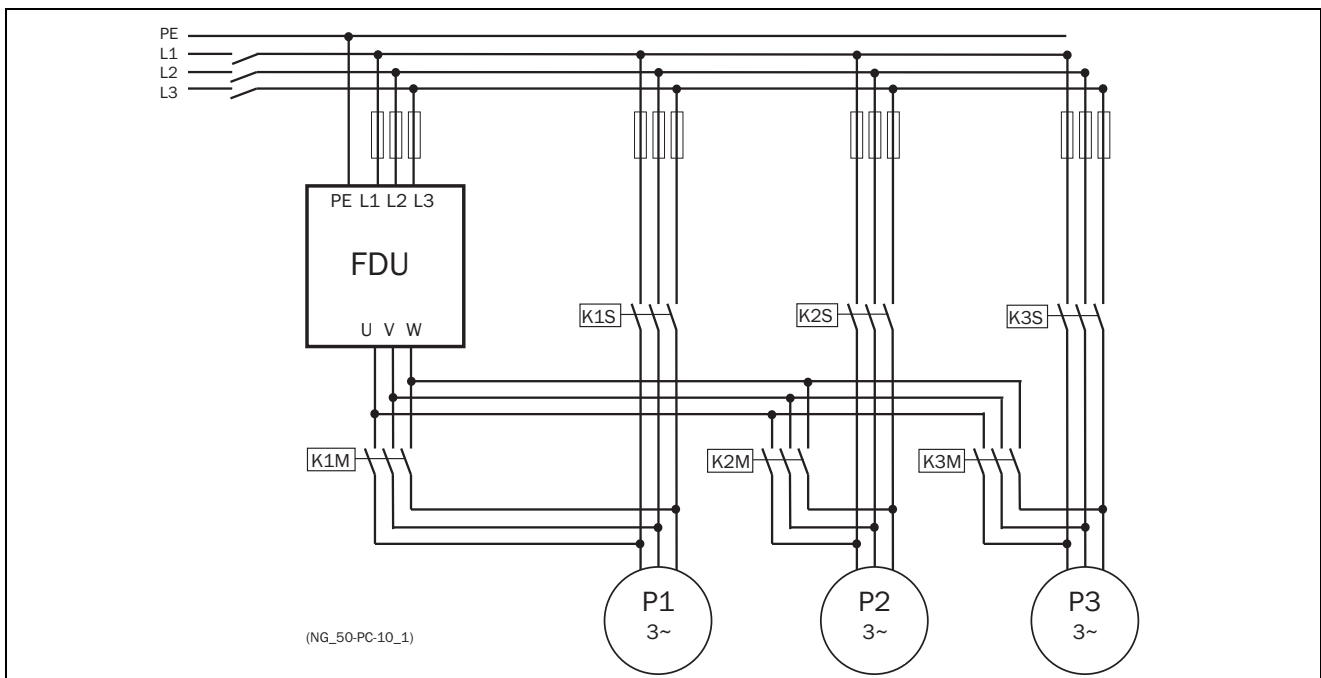 PE
L1
L2
L3
PE L1 L2 L3
FDU
U V W
K1S
K2S
K3S
K1M
K2M
K3M
P1
3~
P2
3~
P3
3~
(NG_50-PC-10_1)